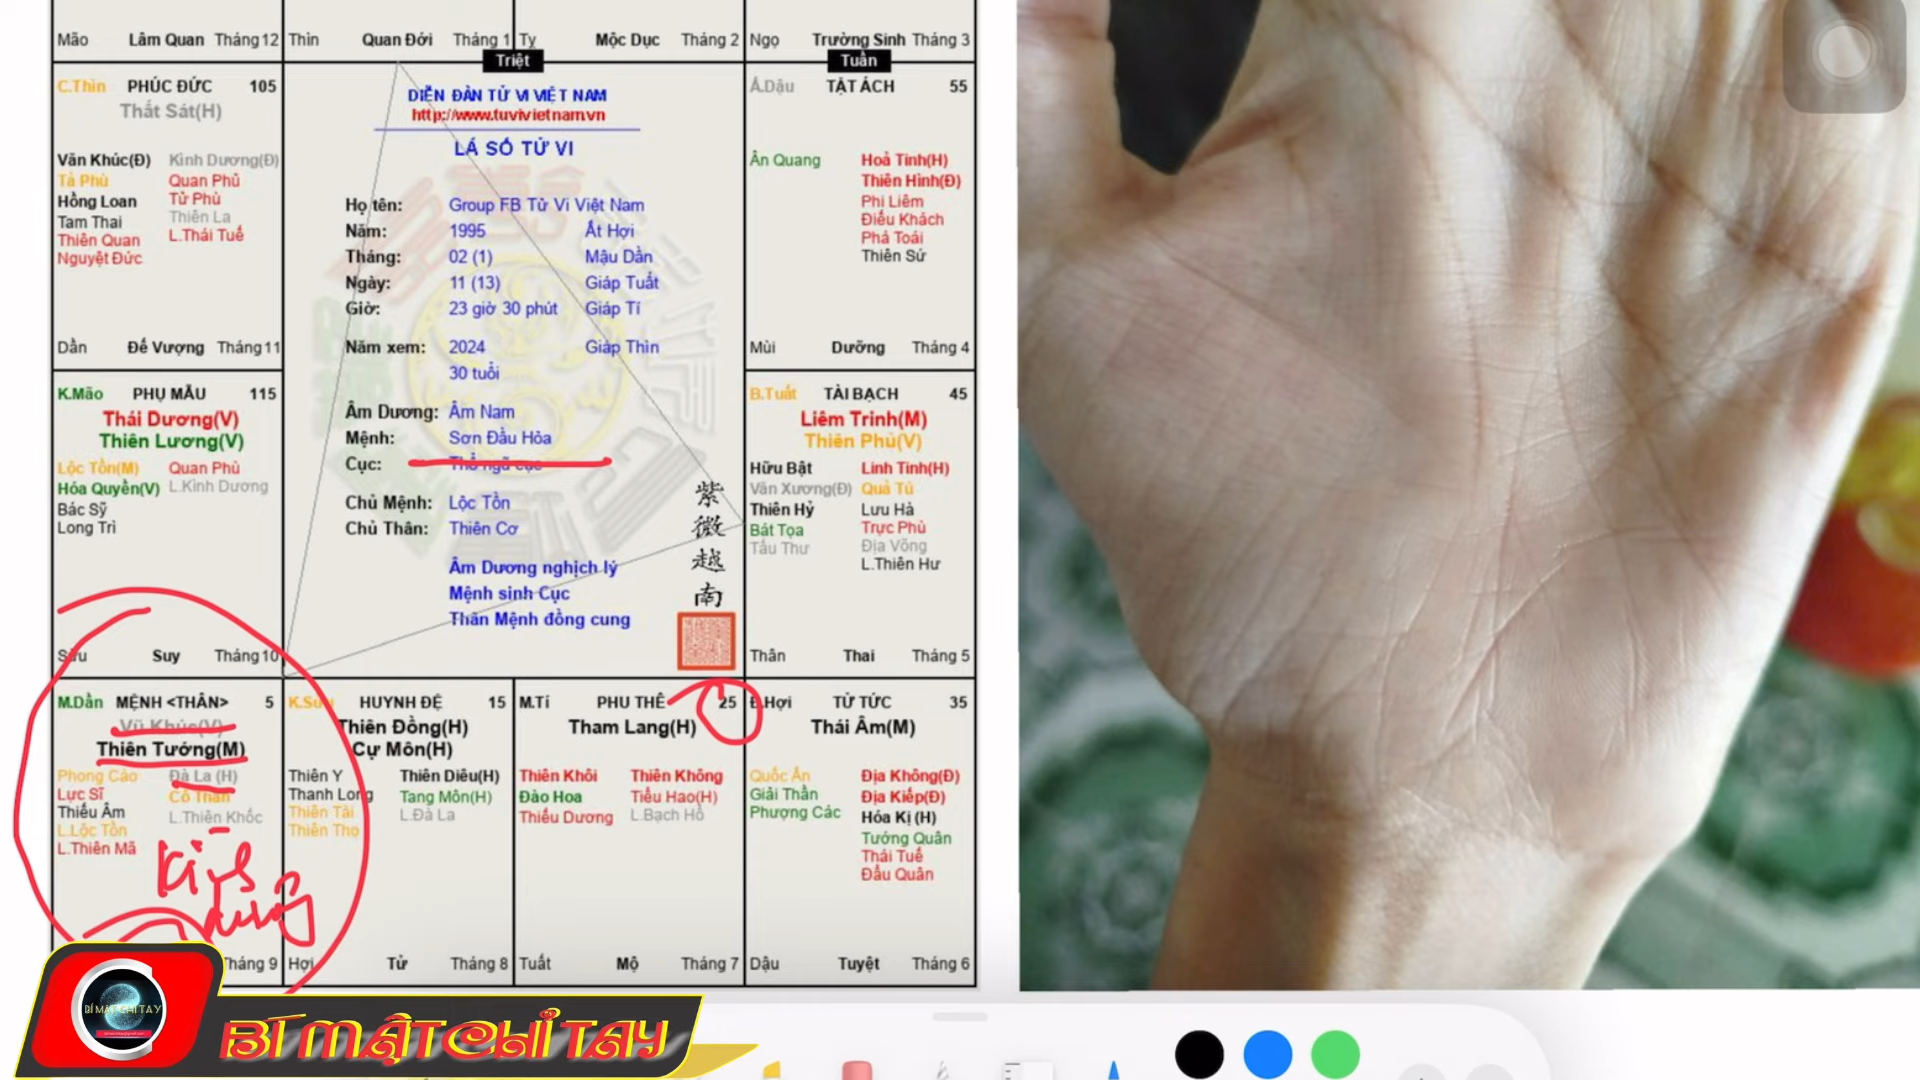 Mão Lâm Quan Tháng 12
Thìn Quan Đới Tháng 1
Tỵ Mộc Dục Tháng 2
Ngọ Trường Sinh Tháng 3
Triệt
Tuần
C.Thìn PHÚC ĐỨC 105
Thất Sát(H)
Văn Khúc(Đ) Kình Dương(Đ)
Tả Phù Quan Phủ
Hồng Loan Tử Phù
Tam Thai Thiên La
Thiên Quan L.Thái Tuế
Nguyệt Đức
Dần Đế Vượng Tháng 11
DIỄN ĐÀN TỬ VI VIỆT NAM
http://www.tuvivietnam.vn
LÁ SỐ TỬ VI
Họ tên: Group FB Tử Vi Việt Nam
Năm: 1995 Ất Hợi
Tháng: 02 (1) Mậu Dần
Ngày: 11 (13) Giáp Tuất
Giờ: 23 giờ 30 phút Giáp Tí
Năm xem: 2024 Giáp Thìn
30 tuổi
Âm Dương: Âm Nam
Mệnh: Sơn Đầu Hỏa
Cục: Thổ ngũ cục
Chủ Mệnh: Lộc Tồn
Chủ Thân: Thiên Cơ
Âm Dương nghịch lý
Mệnh sinh Cục
Thân Mệnh đồng cung
紫
微
越
南
Ấ.Dậu TẬT ÁCH 55
Ân Quang Hoả Tinh(H)
Thiên Hình(Đ)
Phi Liêm
Điếu Khách
Phá Toái
Thiên Sứ
Mùi Dưỡng Tháng 4
K.Mão PHỤ MẪU 115
Thái Dương(V)
Thiên Lương(V)
Lộc Tồn(M) Quan Phù
Hóa Quyền(V) L.Kình Dương
Bác Sỹ
Long Trì
Sửu Suy Tháng 10
B.Tuất TÀI BẠCH 45
Liêm Trinh(M)
Thiên Phủ(V)
Hữu Bật Linh Tinh(H)
Văn Xương(Đ) Quả Tú
Thiên Hỷ Lưu Hà
Bát Tọa Trực Phù
Tấu Thư Địa Võng
L.Thiên Hư
Thân Thai Tháng 5
M.Dần MỆNH <THÂN> 5
Vũ Khúc(V)
Thiên Tướng(M)
Phong Cáo Đà La (H)
Lực Sĩ Cô Thần
Thiếu Âm L.Thiên Khốc
L.Lộc Tồn
L.Thiên Mã
Tháng 9
K.Sửu HUYNH ĐỆ 15
Thiên Đồng(H)
Cự Môn(H)
Thiên Y Thiên Diêu(H)
Thanh Long Tang Môn(H)
Thiên Tài L.Đà La
Thiên Thọ
Hợi Tử Tháng 8
M.Tí PHU THÊ 25
Tham Lang(H)
Thiên Khôi Thiên Không
Đào Hoa Tiểu Hao(H)
Thiếu Dương L.Bạch Hổ
Tuất Mộ Tháng 7
Đ.Hợi TỬ TỨC 35
Thái Âm(M)
Quốc Ấn Địa Không(Đ)
Giải Thần Địa Kiếp(Đ)
Phượng Các Hóa Kị (H)
Tướng Quân
Thái Tuế
Đẩu Quân
Dậu Tuyệt Tháng 6
BÍ MẬT CHỈ TAY
BÍ MẬT CHỈ TAY